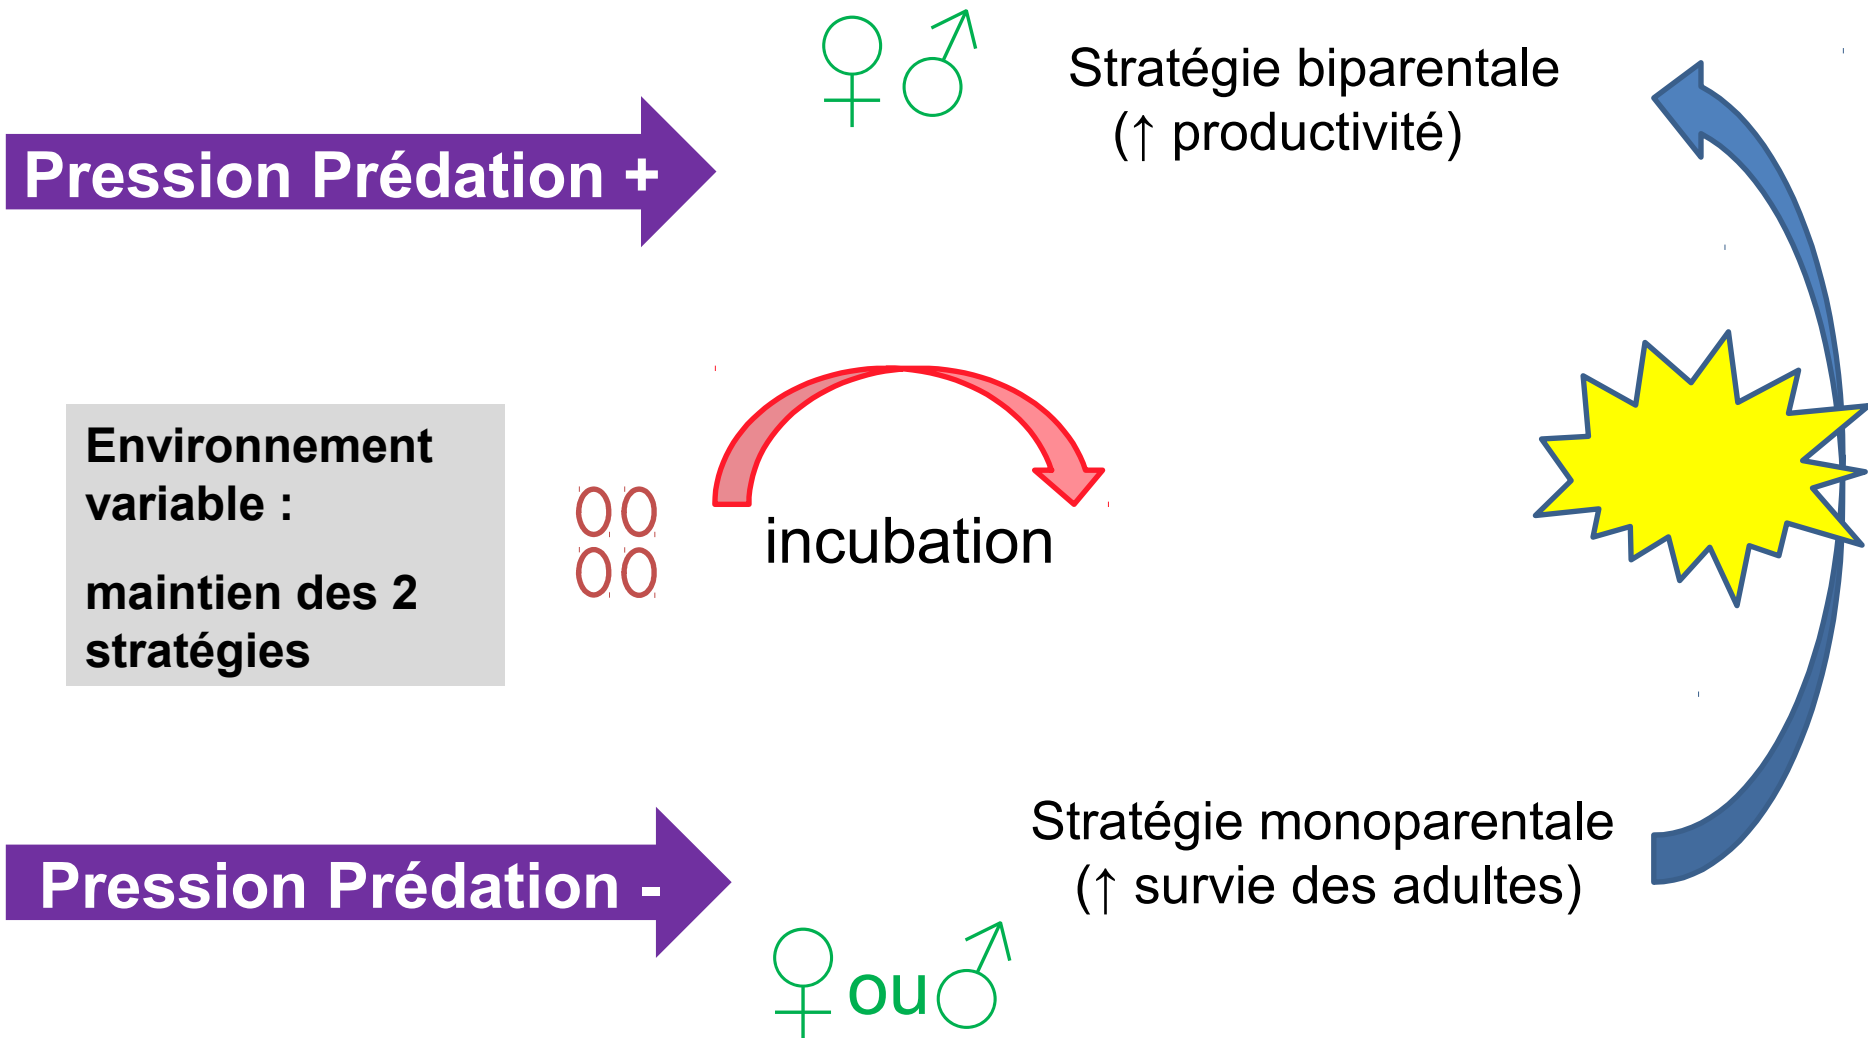 Stratégie biparentale
(↑ productivité)
Pression Prédation +
Environnement
variable :
maintien des 2
stratégies
incubation
Stratégie monoparentale
(↑ survie des adultes)
Pression Prédation -
ou